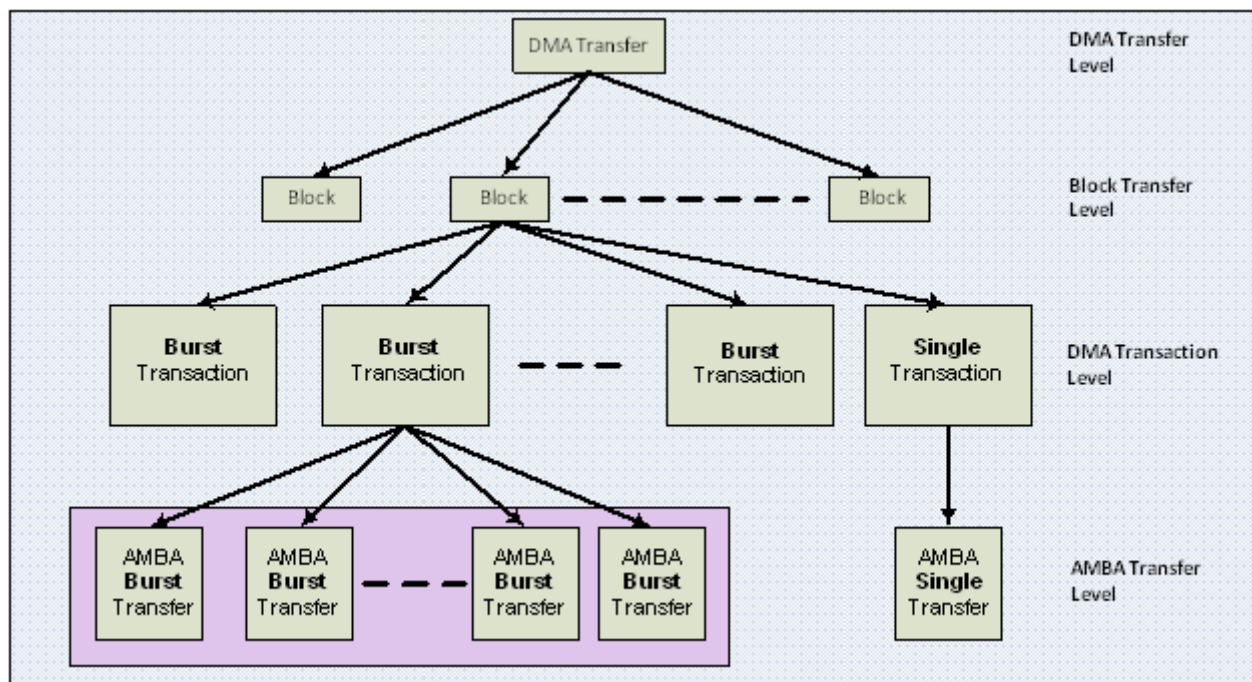 DMA Transfer
DMA Transfer
Level
Block
Block
Block
Block Transfer
Level
Burst
Transaction
Burst
Transaction
Burst
Transaction
Single
Transaction
DMA Transaction
Level
AMBA
Burst
Transfer
AMBA
Burst
Transfer
AMBA
Burst
Transfer
AMBA
Burst
Transfer
AMBA
Single
Transfer
AMBA Transfer
Level